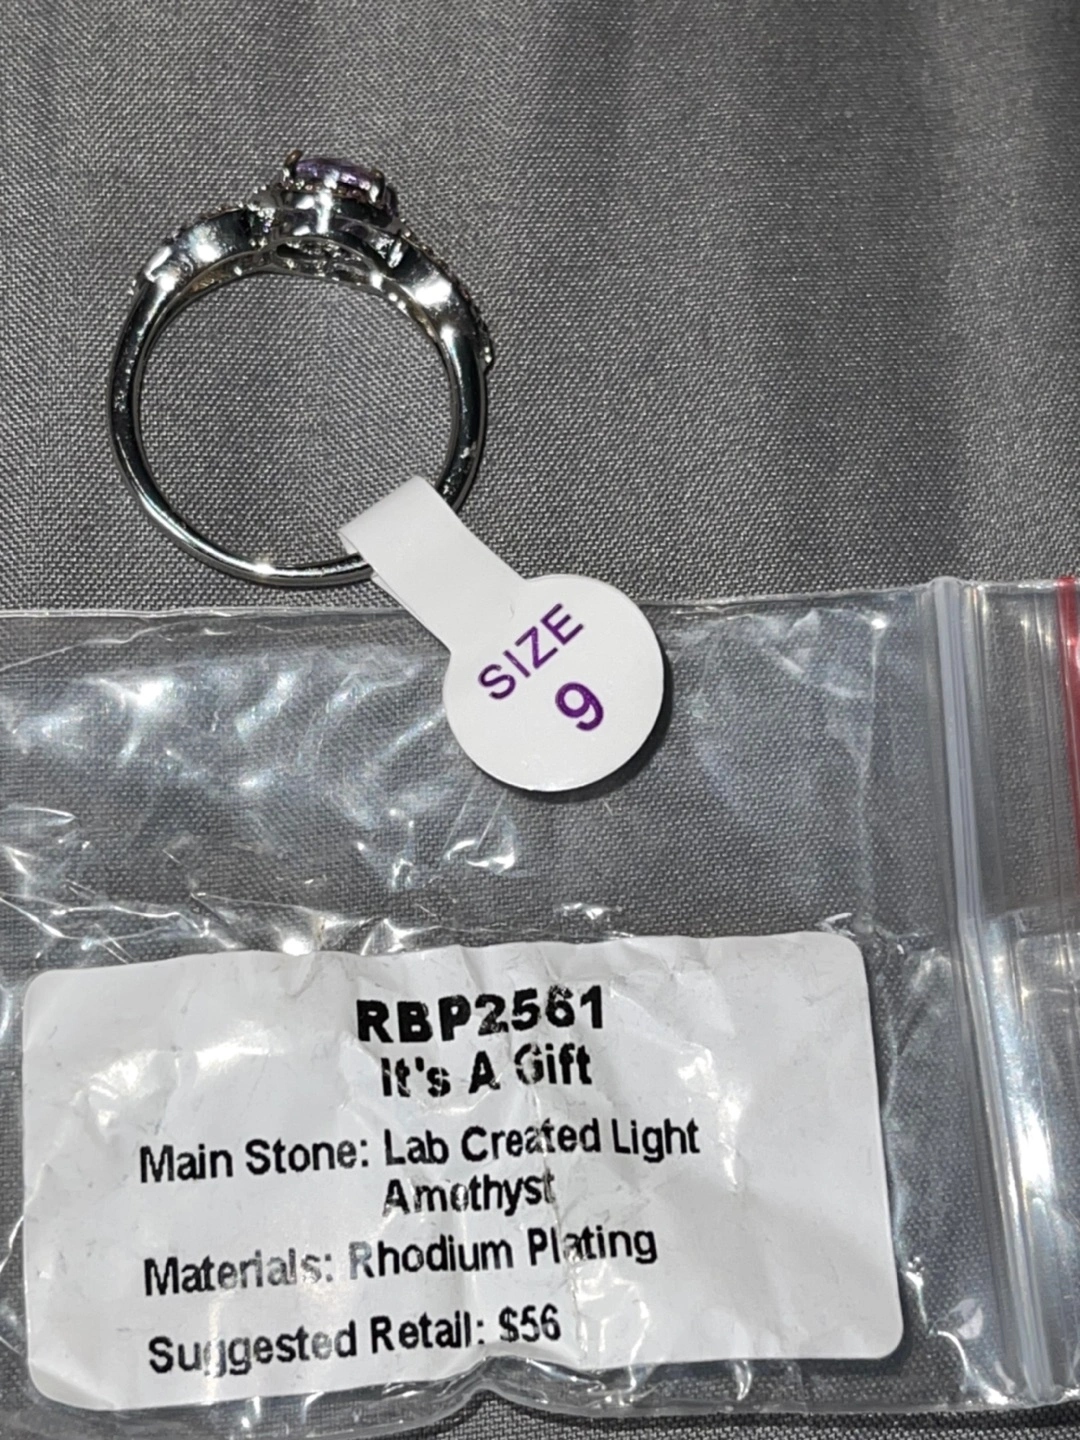 SIZE
9
RBP2561
It's A Gift
Main Stone: Lab Created Light
Amethyst
Materials: Rhodium Plating
Suggested Retail: $56